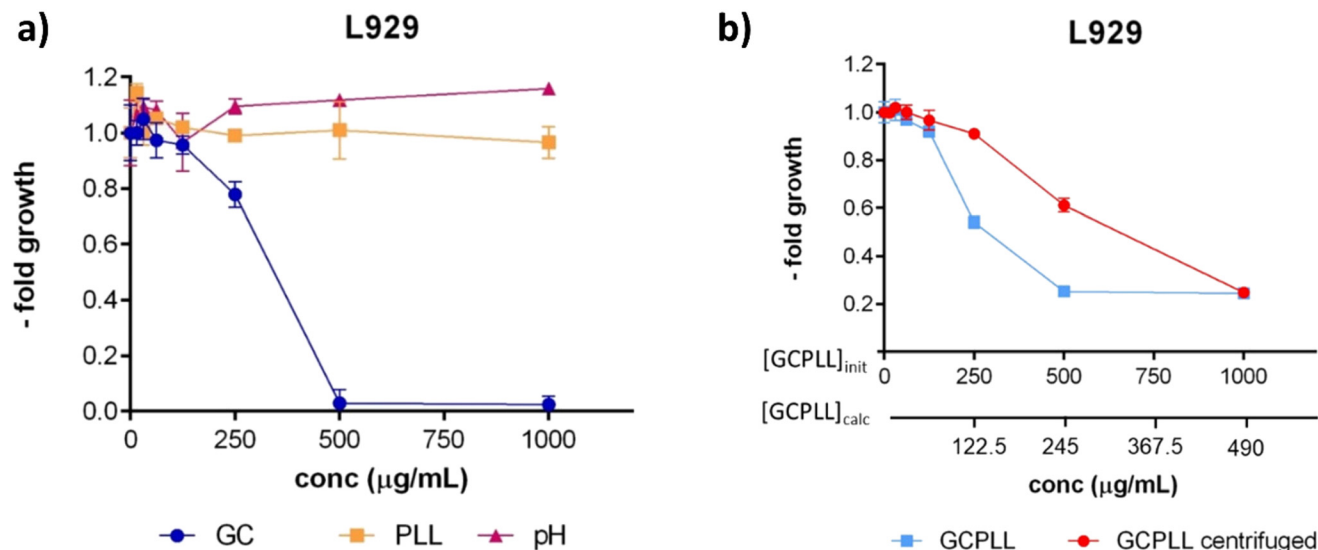 a)
L929
1.2
1.0
0.8
0.6
0.4
0.2
0.0
- fold growth
0 250 500 750 1000
conc (μg/mL)
GC PLL pH
b)
L929
1.2
1.0
0.8
0.6
0.4
0.2
- fold growth
[GCPLL]init
0 250 500 750 1000
[GCPLL]calc
122.5 245 367.5 490
conc (μg/mL)
GCPLL GCPLL centrifuged